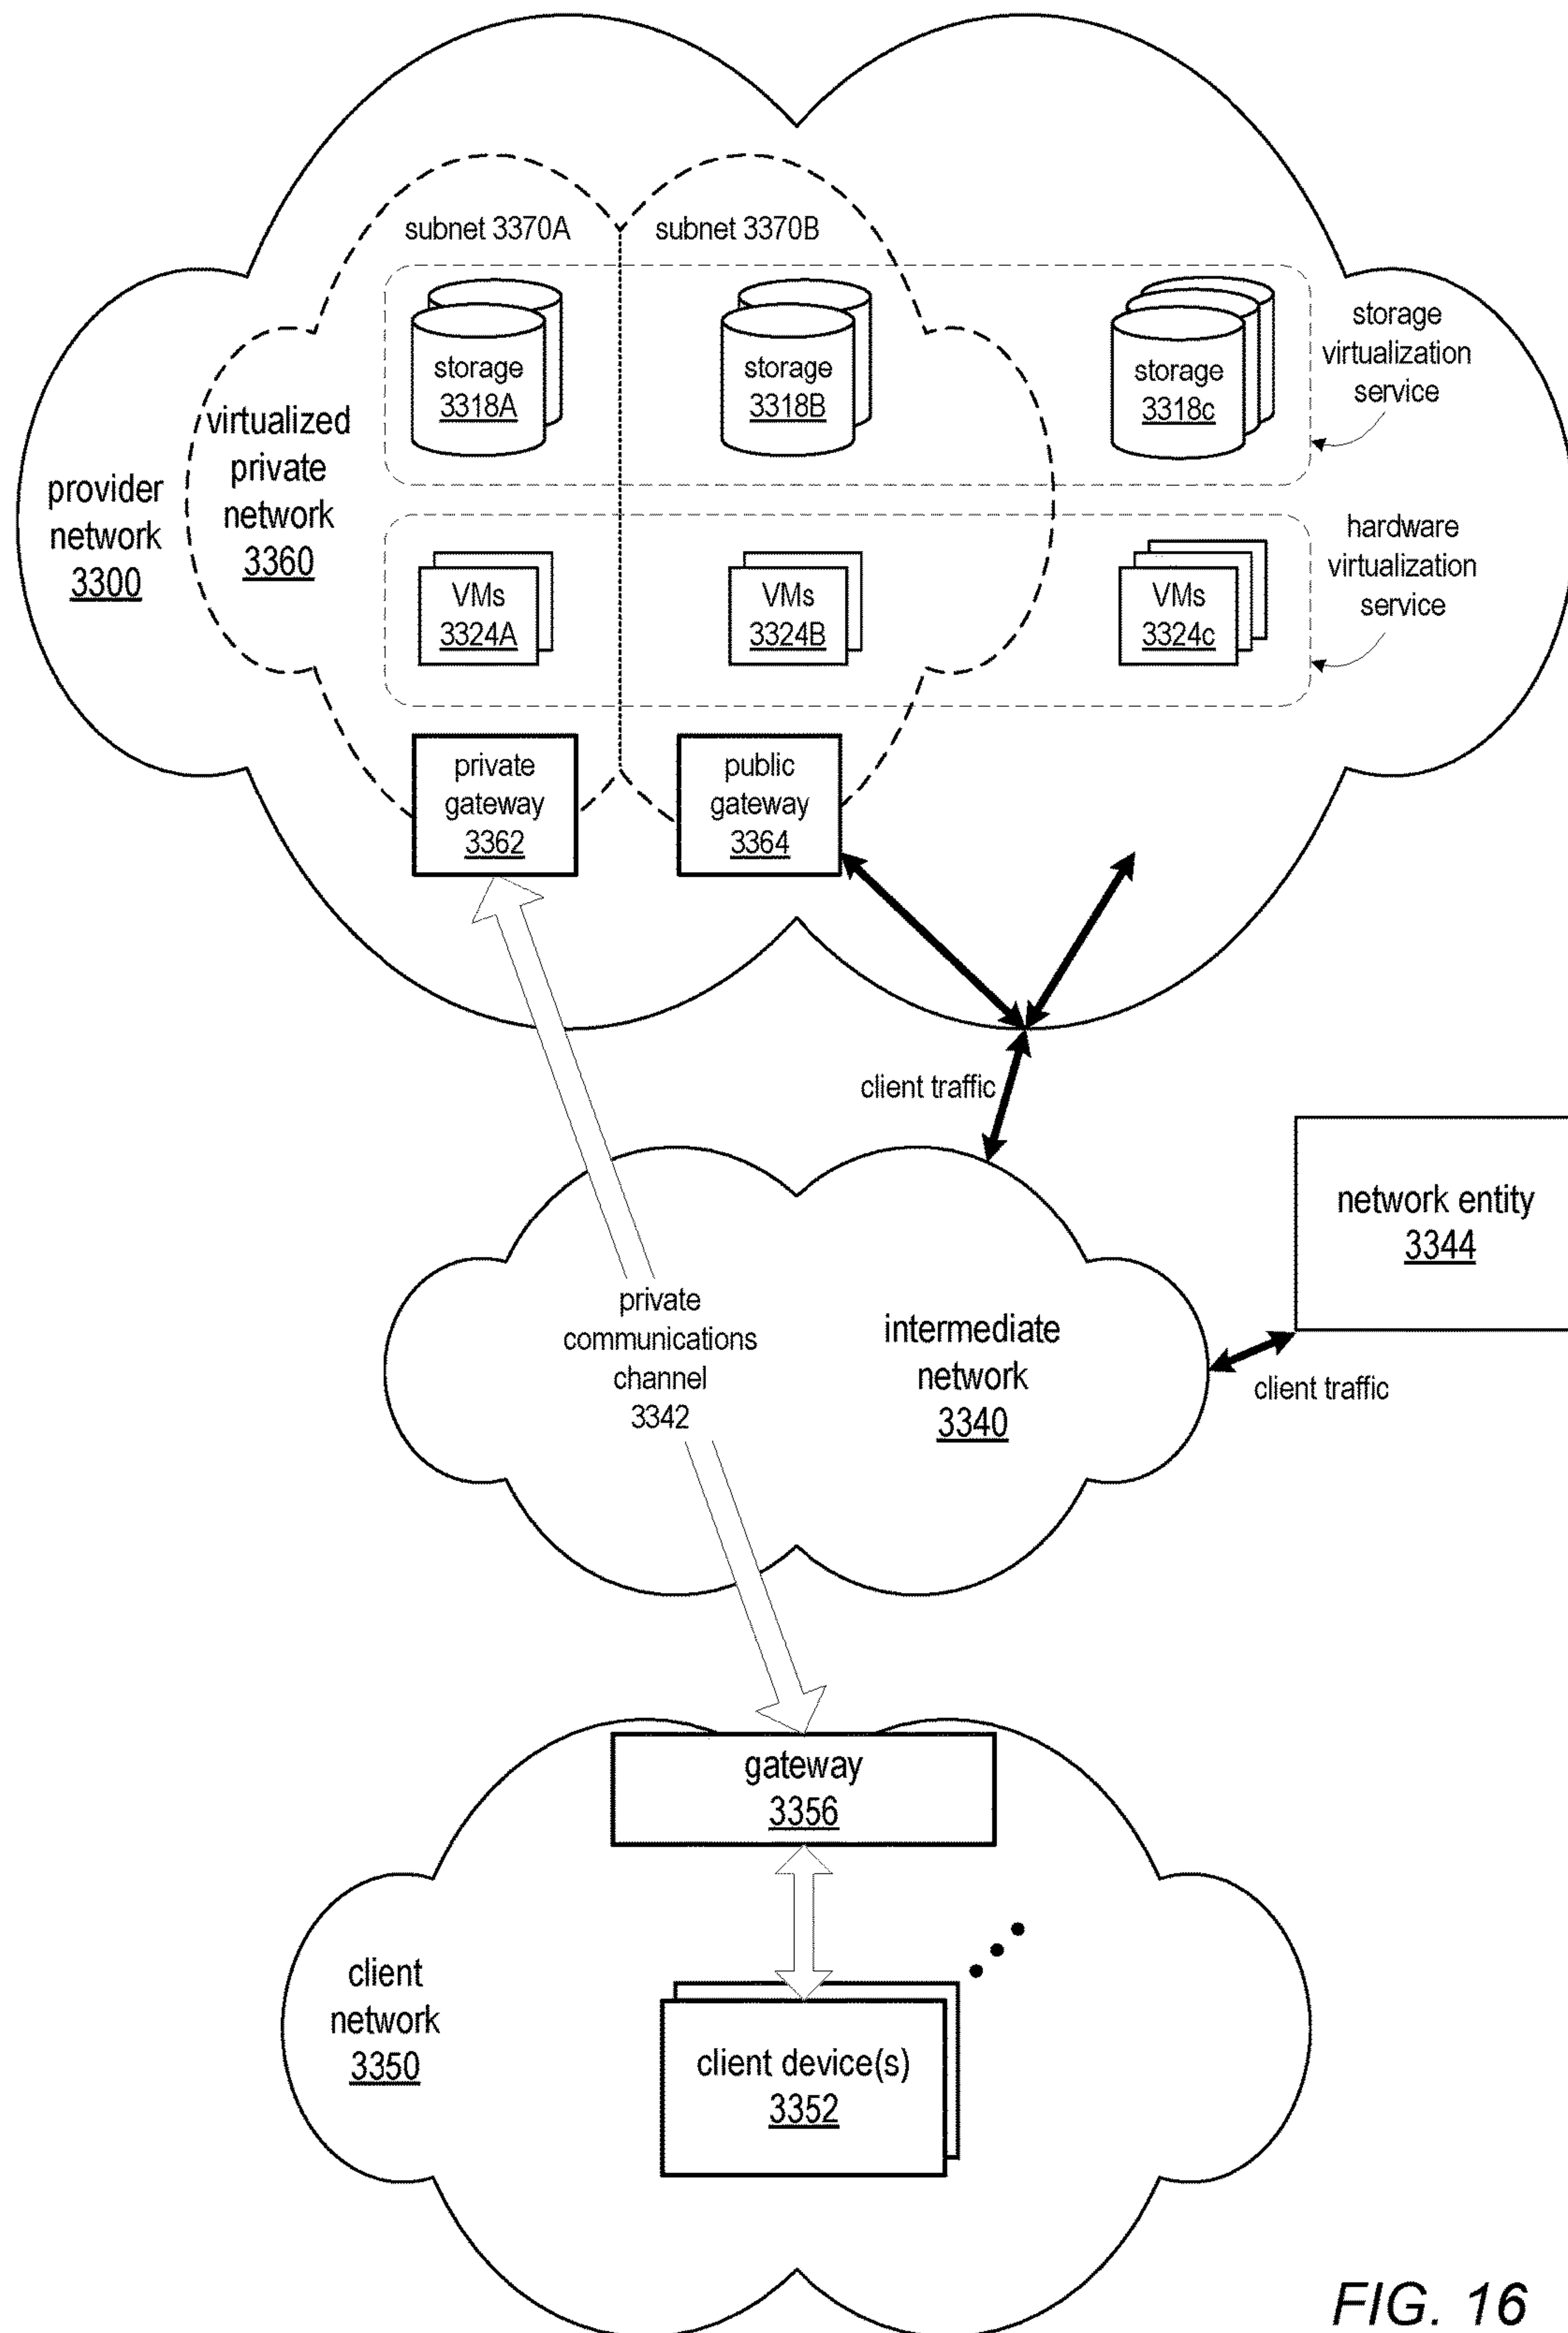 subnet 3370A
subnet 3370B
storage
3318A
storage
3318B
storage
3318c
storage
virtualization
service
provider
network
3300
virtualized
private
network
3360
VMs
3324A
VMs
3324B
VMs
3324c
hardware
virtualization
service
private
gateway
3362
public
gateway
3364
client traffic
network entity
3344
client traffic
private
communications
channel
3342
intermediate
network
3340
gateway
3356
client
network
3350
client device(s)
3352
FIG. 16